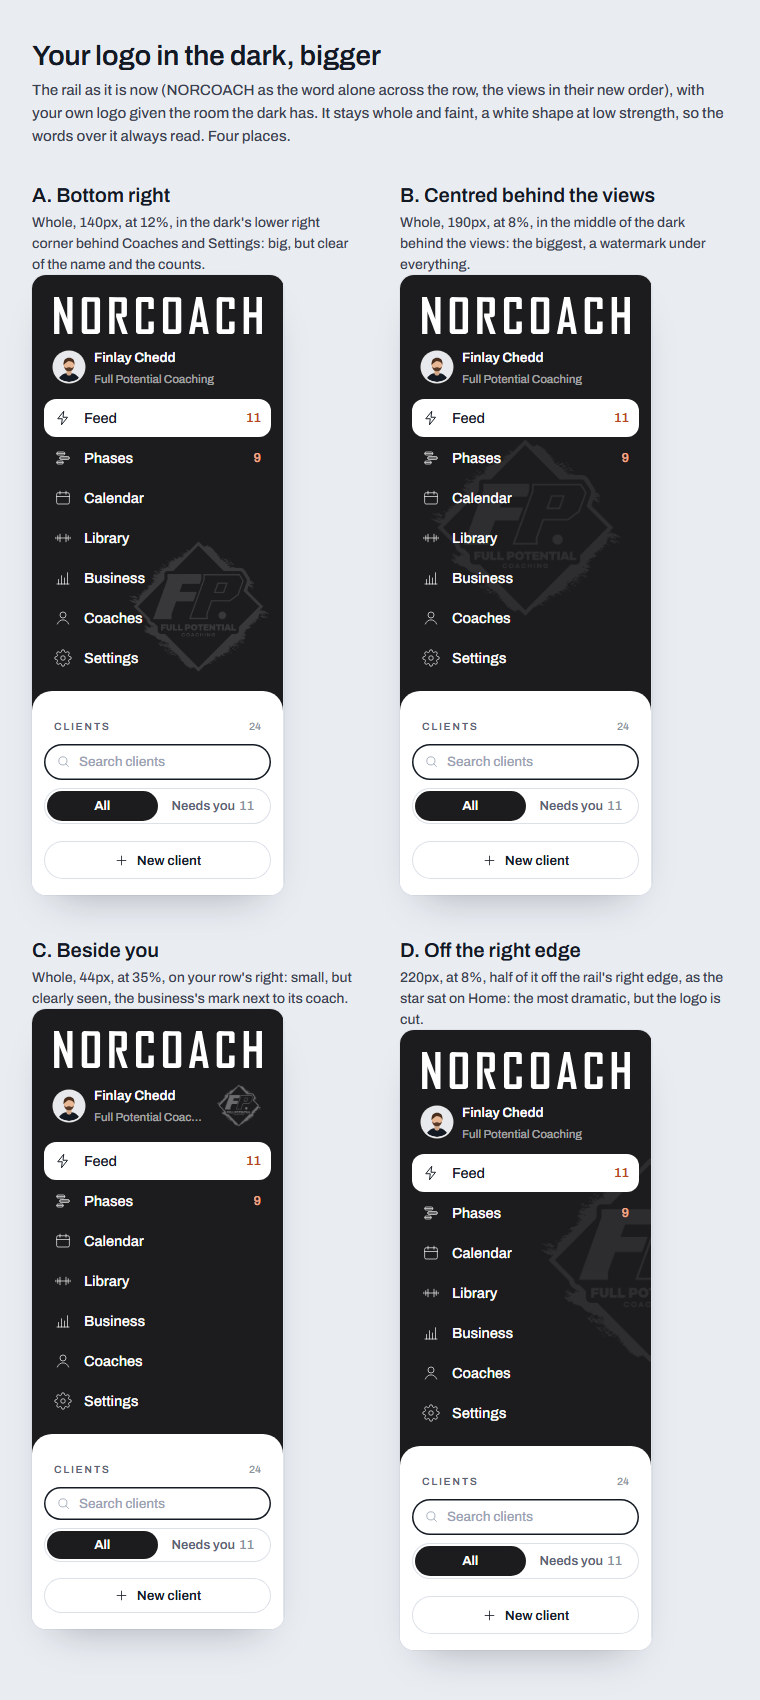 Your logo in the dark, bigger
The rail as it is now (NORCOACH as the word alone across the row, the views in their new order), with
your own logo given the room the dark has. It stays whole and faint, a white shape at low strength, so the
words over it always read. Four places.
A. Bottom right
Whole, 140px, at 12%, in the dark's lower right
corner behind Coaches and Settings: big, but clear
of the name and the counts.
NORCOACH
Finlay Chedd
Full Potential Coaching
Feed 11
Phases 9
Calendar
Library
Business
Coaches
Settings
FP.
FULL POTENTIAL
COACHING
CLIENTS 24
Search clients
All Needs you 11
+ New client
B. Centred behind the views
Whole, 190px, at 8%, in the middle of the dark
behind the views: the biggest, a watermark under
everything.
NORCOACH
Finlay Chedd
Full Potential Coaching
Feed 11
Phases 9
Calendar
Library
Business
Coaches
Settings
FP.
FULL POTENTIAL
COACHING
CLIENTS 24
Search clients
All Needs you 11
+ New client
C. Beside you
Whole, 44px, at 35%, on your row's right: small, but
clearly seen, the business's mark next to its coach.
NORCOACH
Finlay Chedd
Full Potential Coac...
FP.
Feed 11
Phases 9
Calendar
Library
Business
Coaches
Settings
CLIENTS 24
Search clients
All Needs you 11
+ New client
D. Off the right edge
220px, at 8%, half of it off the rail's right edge, as the
star sat on Home: the most dramatic, but the logo is
cut.
NORCOACH
Finlay Chedd
Full Potential Coaching
Feed 11
Phases 9
Calendar
Library
Business
Coaches
Settings
F
FULL PO
COAC
CLIENTS 24
Search clients
All Needs you 11
+ New client